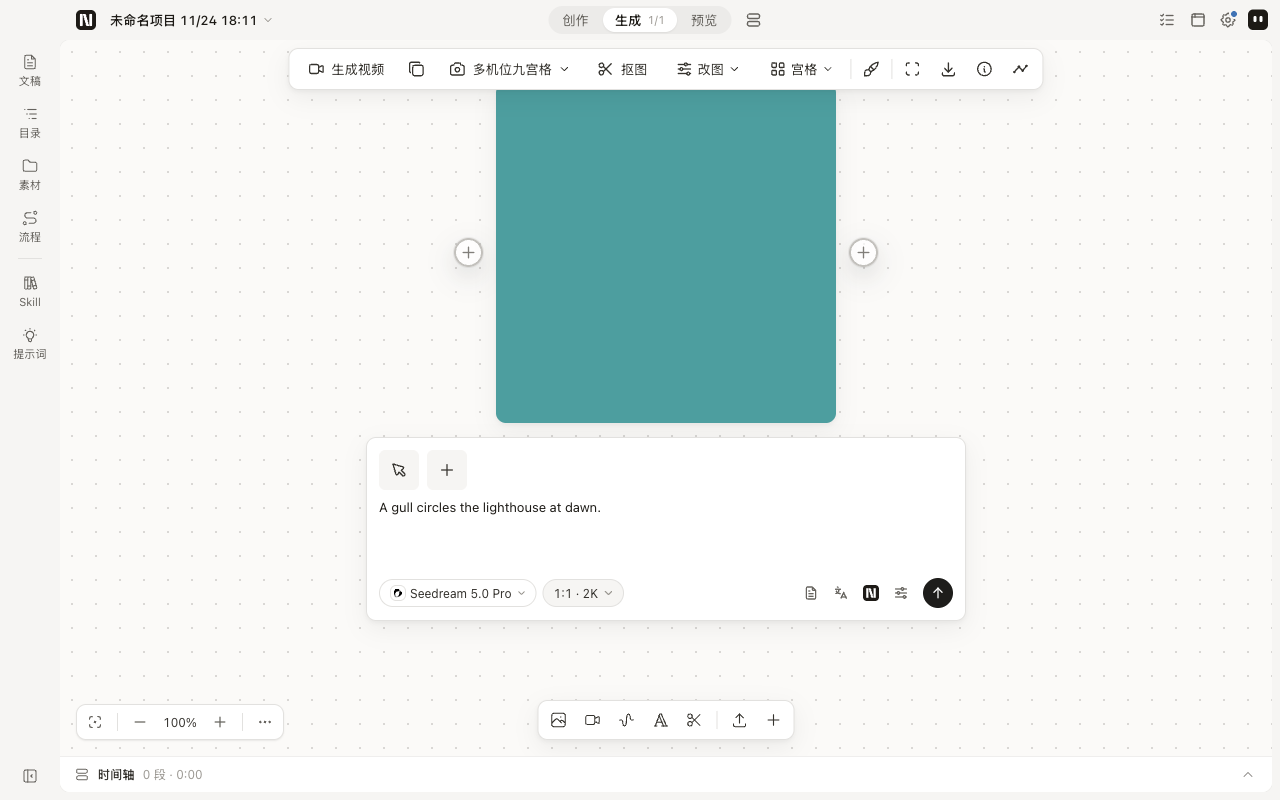 未命名项目 11/24 18:11
创作
生成 1/1
预览
文稿
目录
素材
流程
Skill
提示词
生成视频
多机位九宫格
抠图
改图
宫格
A gull circles the lighthouse at dawn.
Seedream 5.0 Pro
1:1 · 2K
100%
时间轴 0 段 · 0:00